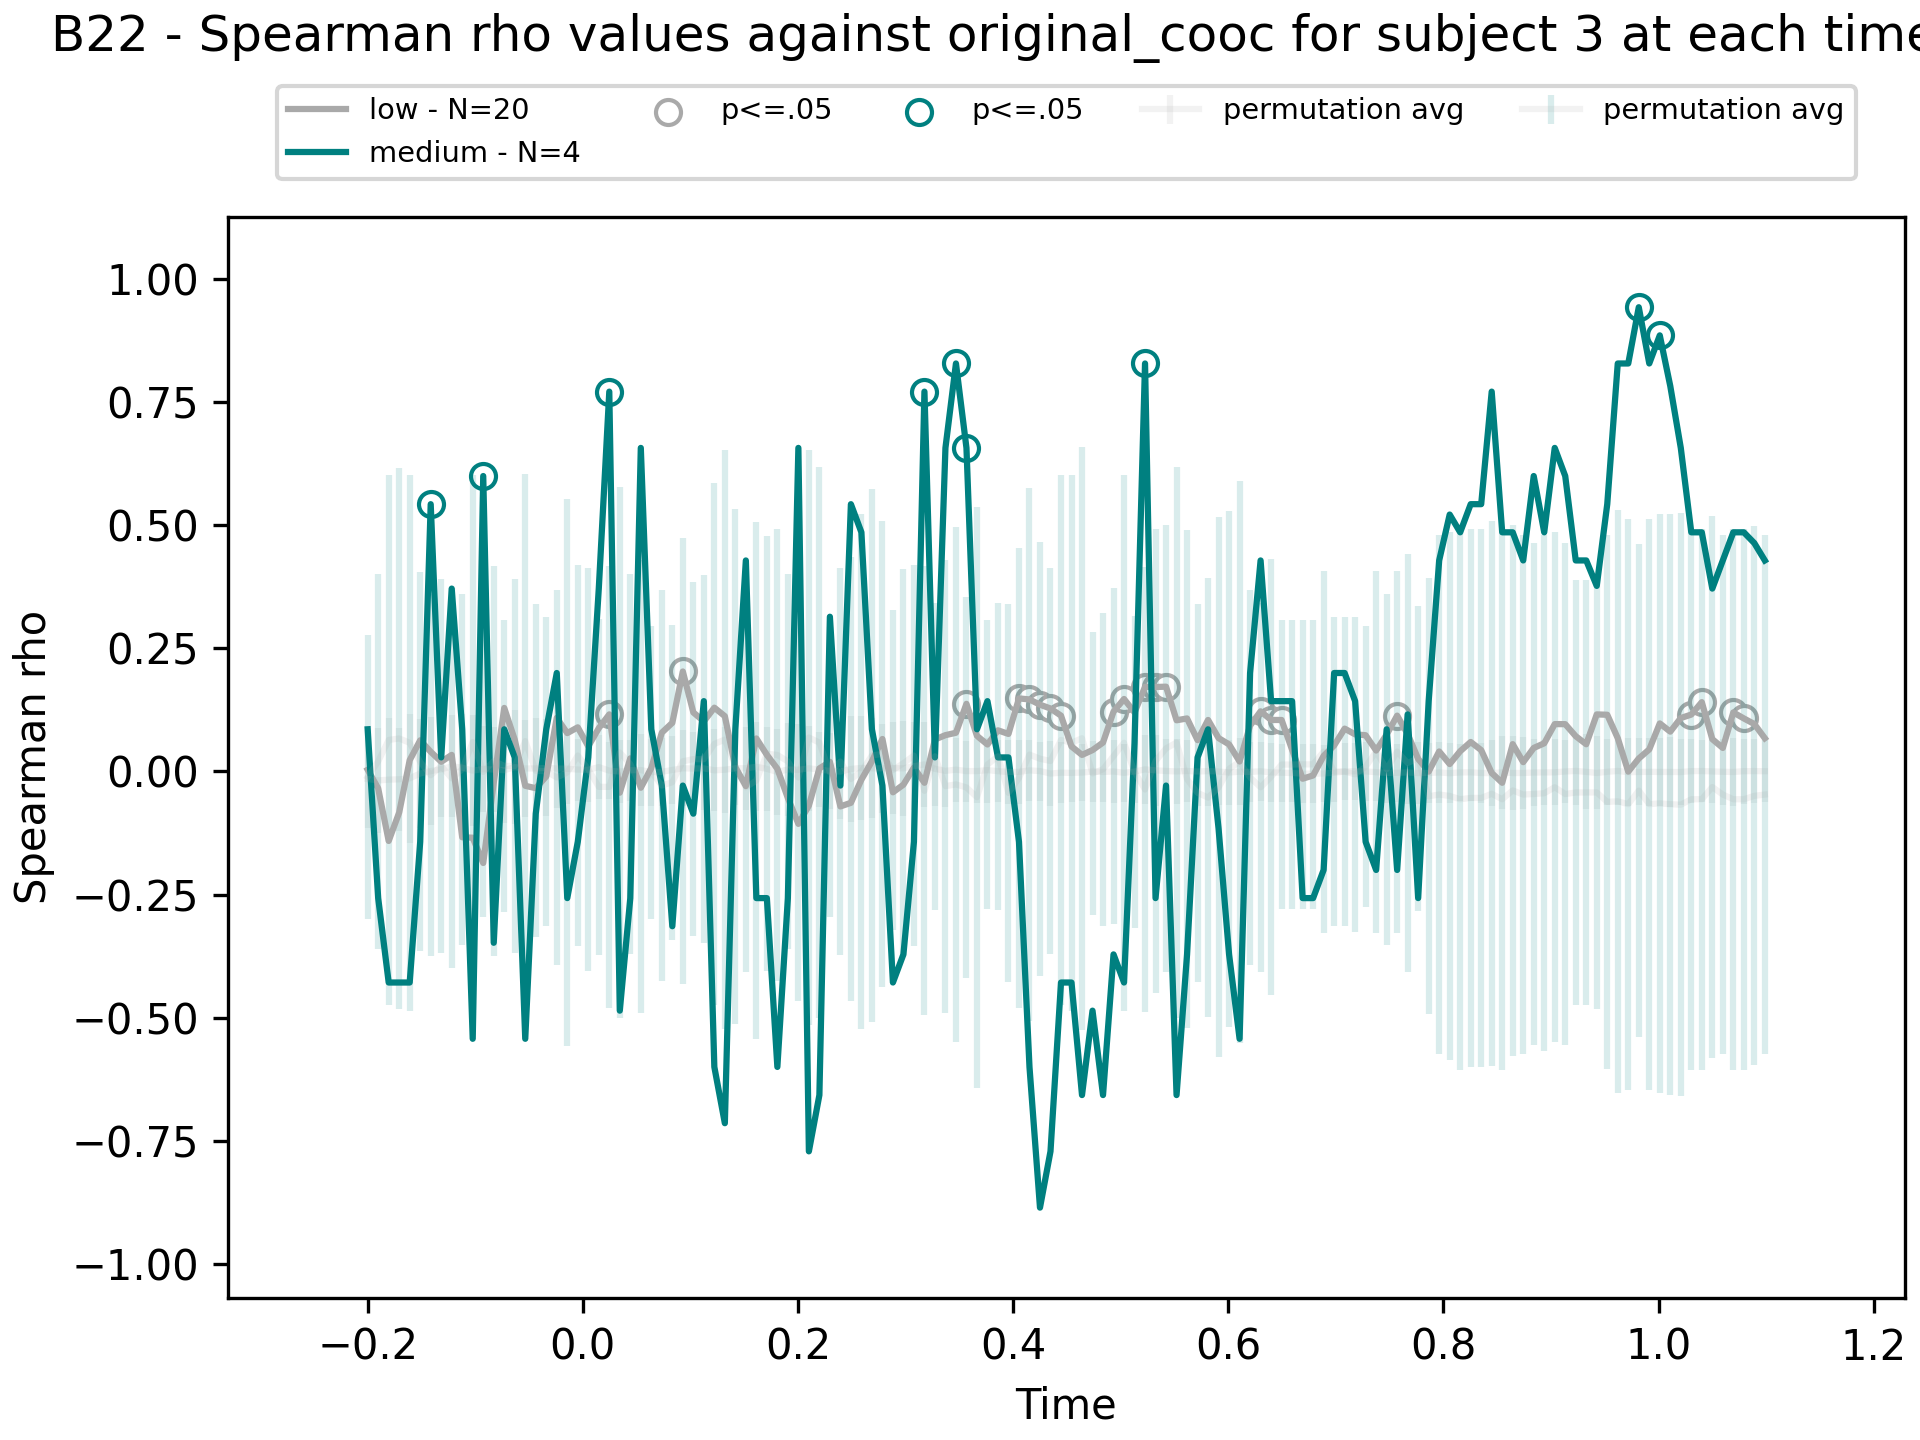 B22 - Spearman rho values against original_cooc for subject 3 at each time
low - N=20
medium - N=4
p<=.05
p<=.05
permutation avg
permutation avg
Spearman rho
1.00
0.75
0.50
0.25
0.00
−0.25
−0.50
−0.75
−1.00
−0.2 0.0 0.2 0.4 0.6 0.8 1.0 1.2
Time